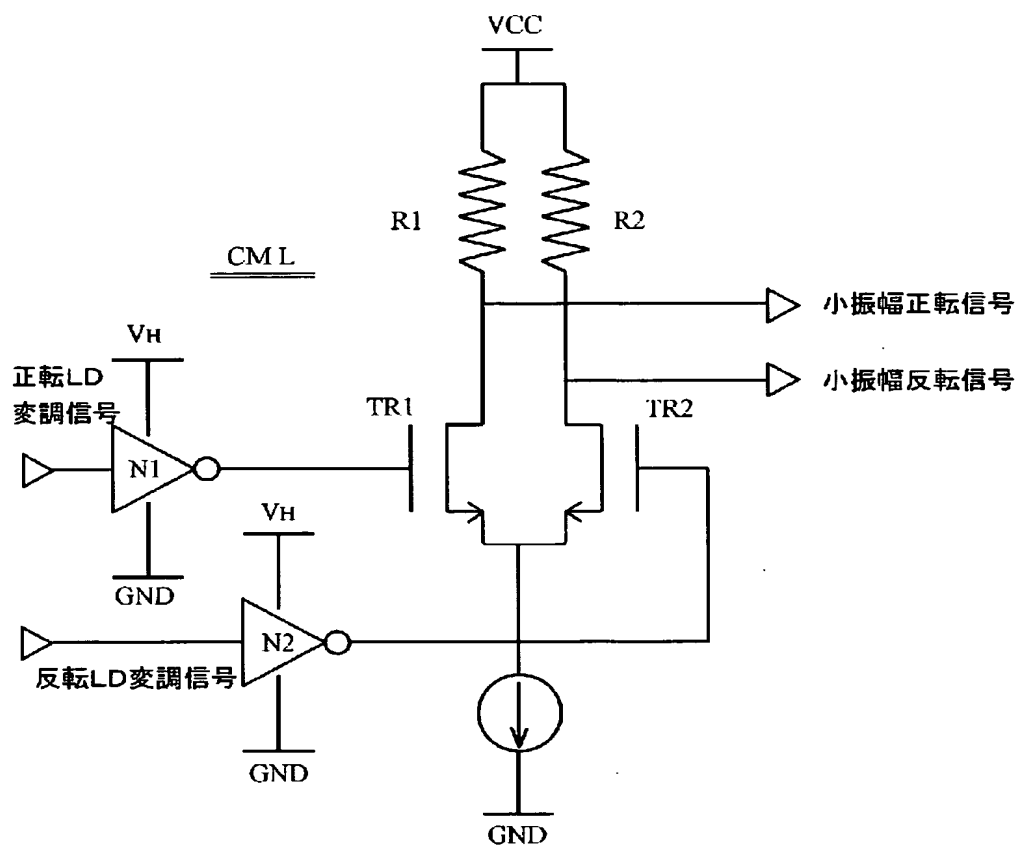 VCC
R1
R2
CML
小振幅正転信号
VH
正転LD
変調信号
小振幅反転信号
TR1
TR2
N1
VH
GND
N2
反転LD変調信号
GND
GND